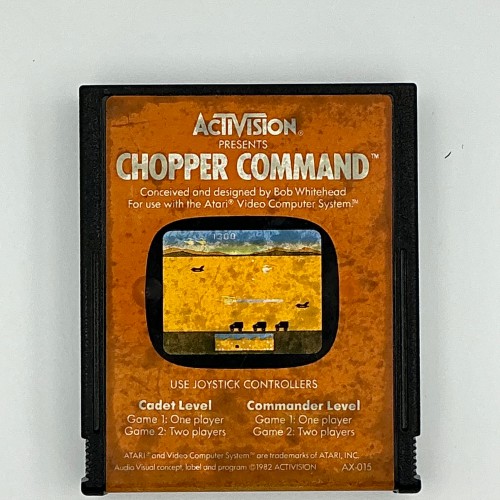 ACTIVISION®
PRESENTS
CHOPPER COMMAND™
Conceived and designed by Bob Whitehead
For use with the Atari® Video Computer System.™
USE JOYSTICK CONTROLLERS
Cadet Level
Game 1: One player
Game 2: Two players
Commander Level
Game 1: One player
Game 2: Two players
ATARI® and Video Computer System™ are trademarks of ATARI, INC.
Audio Visual concept, label and program ©1982 ACTIVISION AX-015